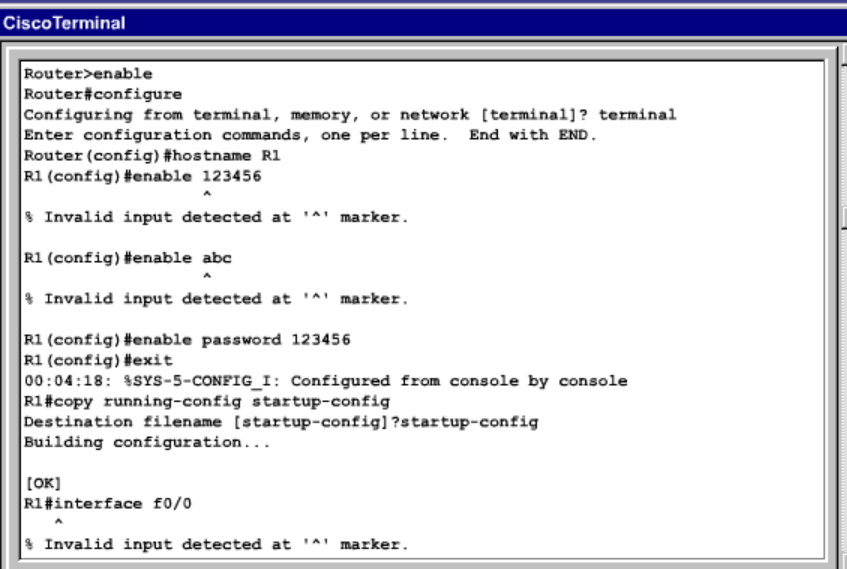 CiscoTerminal
Router>enable
Router#configure
Configuring from terminal, memory, or network [terminal]? terminal
Enter configuration commands, one per line.  End with END.
Router(config)#hostname R1
R1(config)#enable 123456
^
% Invalid input detected at '^' marker.
R1(config)#enable abc
^
% Invalid input detected at '^' marker.
R1(config)#enable password 123456
R1(config)#exit
00:04:18: %SYS-5-CONFIG_I: Configured from console by console
R1#copy running-config startup-config
Destination filename [startup-config]?startup-config
Building configuration...
[OK]
R1#interface f0/0
^
% Invalid input detected at '^' marker.